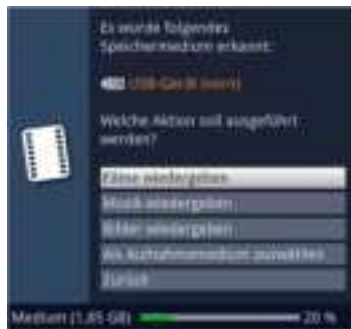 Es wurde folgendes
Speichermedium erkannt:
USB-Gerät (vorn)
Welche Aktion soll ausgeführt
werden?
Filme wiedergeben
Musik wiedergeben
Bilder wiedergeben
Als Aufnahmemedium auswählen
Zurück
Medium (1,85 GB) 20 %